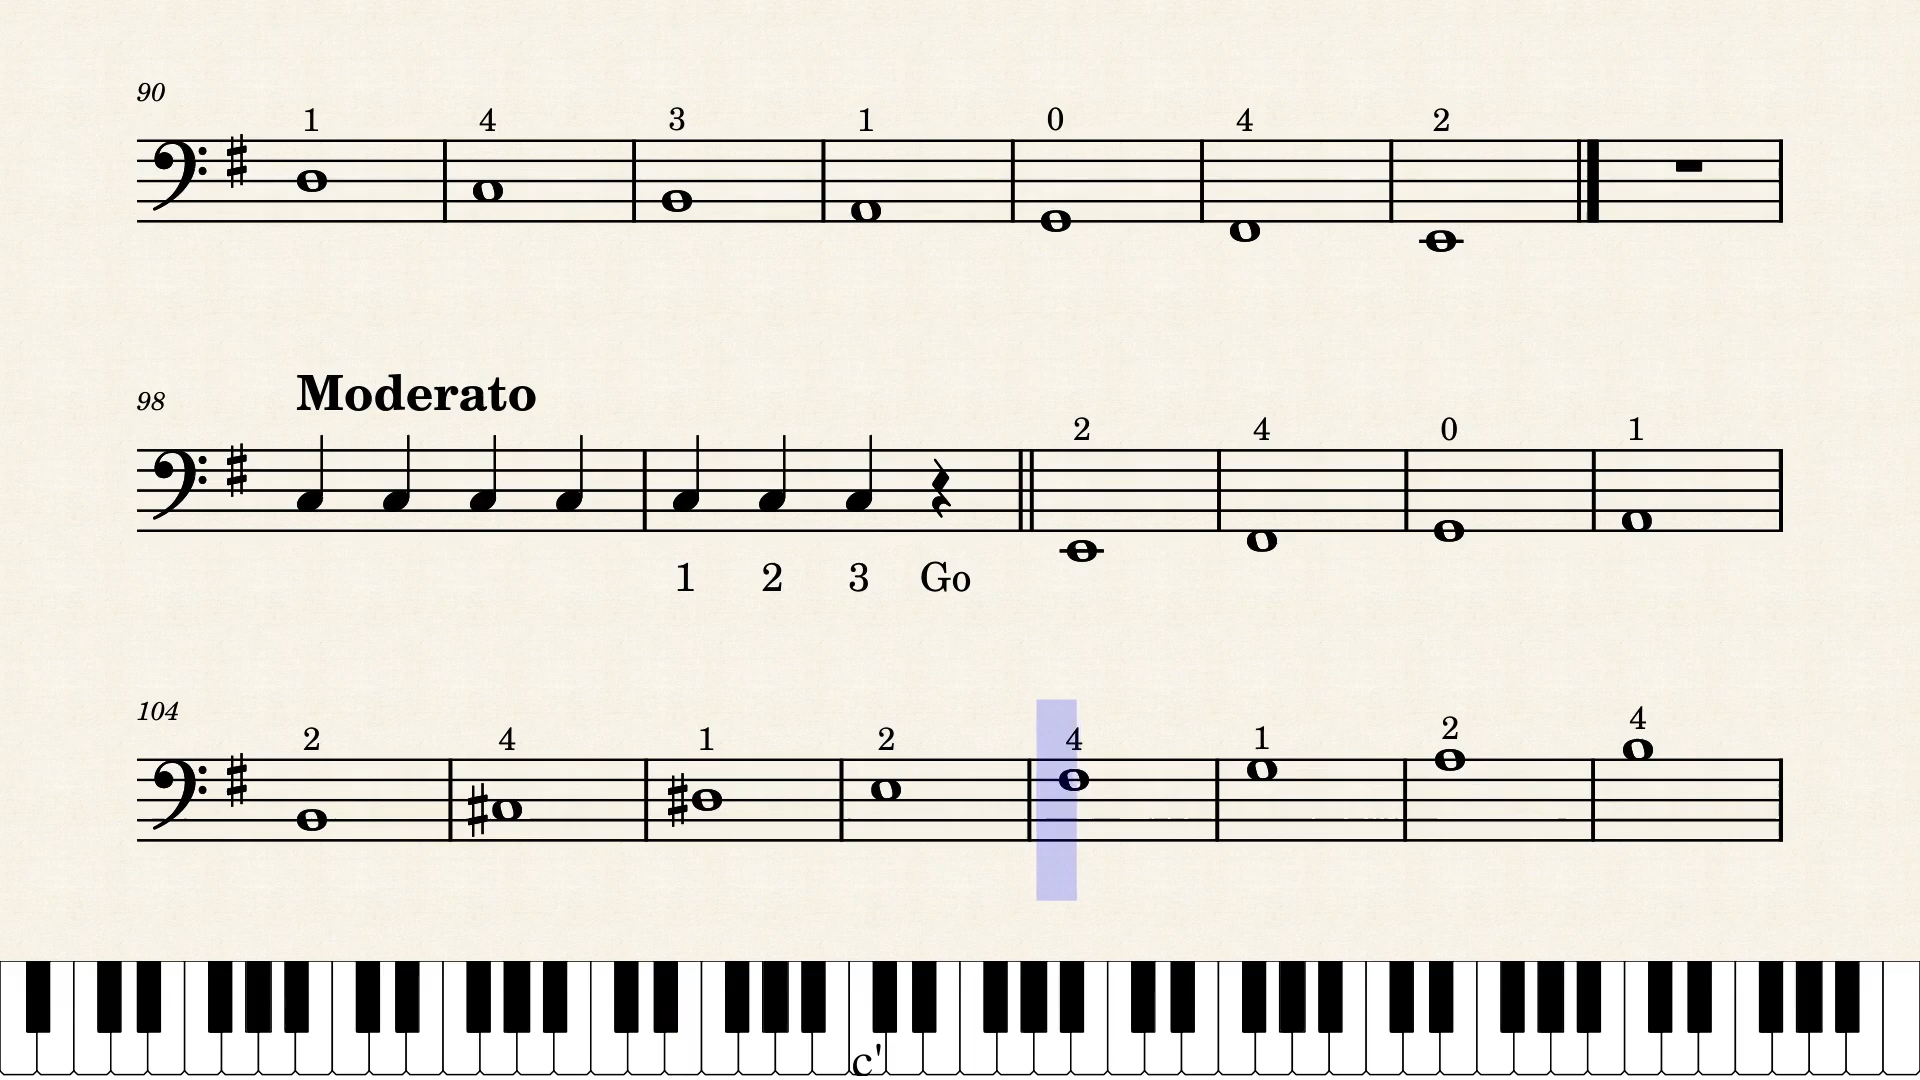 90
1 4 3 1 0 4 2
Moderato
98
2 4 0 1
1 2 3 Go
104
2 4 1 2 4 1 2 4
c'